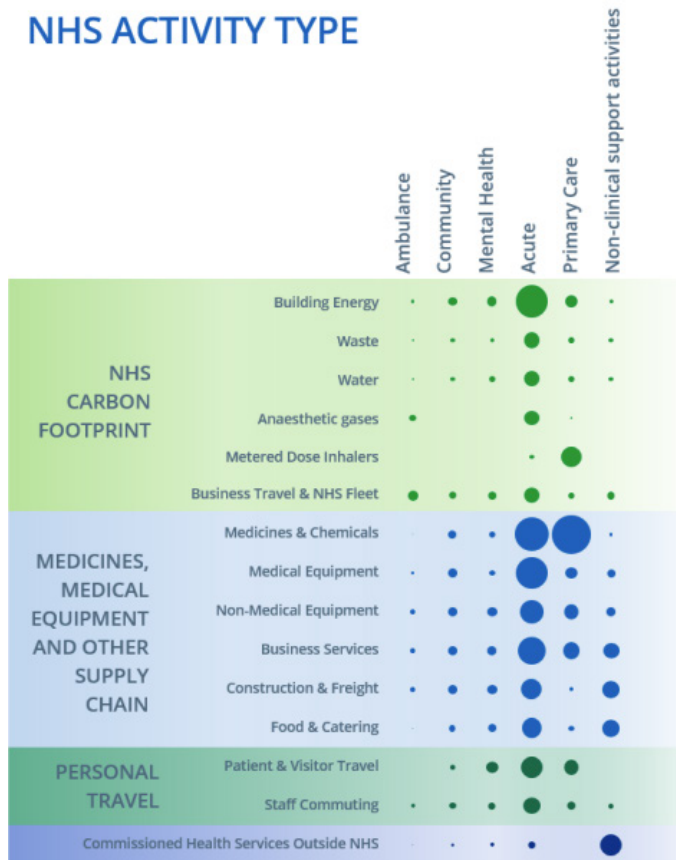 NHS ACTIVITY TYPE
Ambulance
Community
Mental Health
Acute
Primary Care
Non-clinical support activities
NHS
CARBON
FOOTPRINT
Building Energy
Waste
Water
Anaesthetic gases
Metered Dose Inhalers
Business Travel & NHS Fleet
MEDICINES,
MEDICAL
EQUIPMENT
AND OTHER
SUPPLY
CHAIN
Medicines & Chemicals
Medical Equipment
Non-Medical Equipment
Business Services
Construction & Freight
Food & Catering
PERSONAL
TRAVEL
Patient & Visitor Travel
Staff Commuting
Commissioned Health Services Outside NHS